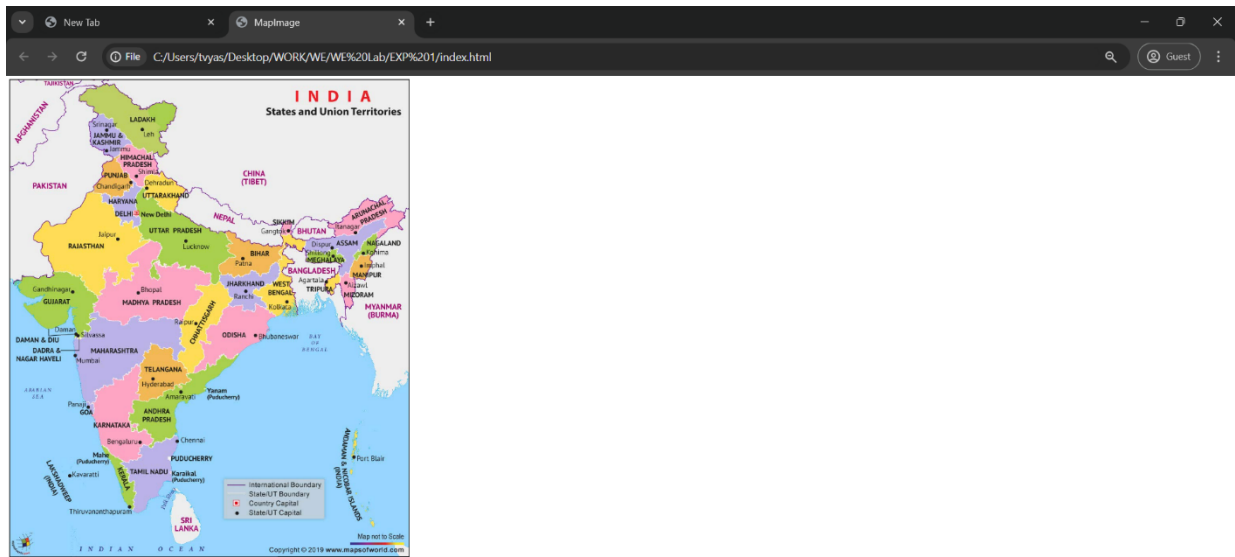 New Tab
MapImage
File
C:/Users/tvyas/Desktop/WORK/WE/WE%20Lab/EXP%201/index.html
Guest
INDIA
States and Union Territories
TAJIKISTAN
AFGHANISTAN
PAKISTAN
CHINA
(TIBET)
LADAKH
Leh
Srinagar
JAMMU &
KASHMIR
Jammu
HIMACHAL
PRADESH
Shimla
PUNJAB
Chandigarh
Dehradun
UTTARAKHAND
HARYANA
DELHI
New Delhi
NEPAL
SIKKIM
Gangtok
BHUTAN
ARUNACHAL
PRADESH
Itanagar
RAJASTHAN
Jaipur
UTTAR PRADESH
Lucknow
BIHAR
Patna
Dispur
ASSAM
NAGALAND
Kohima
Shillong
MEGHALAYA
Imphal
MANIPUR
BANGLADESH
Agartala
TRIPURA
Aizawl
MIZORAM
MYANMAR
(BURMA)
Gandhinagar
GUJARAT
Bhopal
MADHYA PRADESH
JHARKHAND
Ranchi
WEST
BENGAL
Kolkata
Raipur
CHHATTISGARH
ODISHA
Bhubaneswar
BAY
OF
BENGAL
Daman
Silvassa
DAMAN & DIU
DADRA &
NAGAR HAVELI
MAHARASHTRA
Mumbai
TELANGANA
Hyderabad
Amaravati
Yanam
(Puducherry)
ARABIAN
SEA
Panaji
GOA
ANDHRA
PRADESH
KARNATAKA
Bengaluru
Chennai
Mahe
(Puducherry)
PUDUCHERRY
TAMIL NADU
Karaikal
(Puducherry)
KERALA
LAKSHADWEEP
(INDIA)
Kavaratti
Thiruvananthapuram
SRI
LANKA
ANDAMAN & NICOBAR ISLANDS
(INDIA)
Port Blair
International Boundary
State/UT Boundary
Country Capital
State/UT Capital
INDIAN OCEAN
Map not to Scale
Copyright © 2019 www.mapsofworld.com